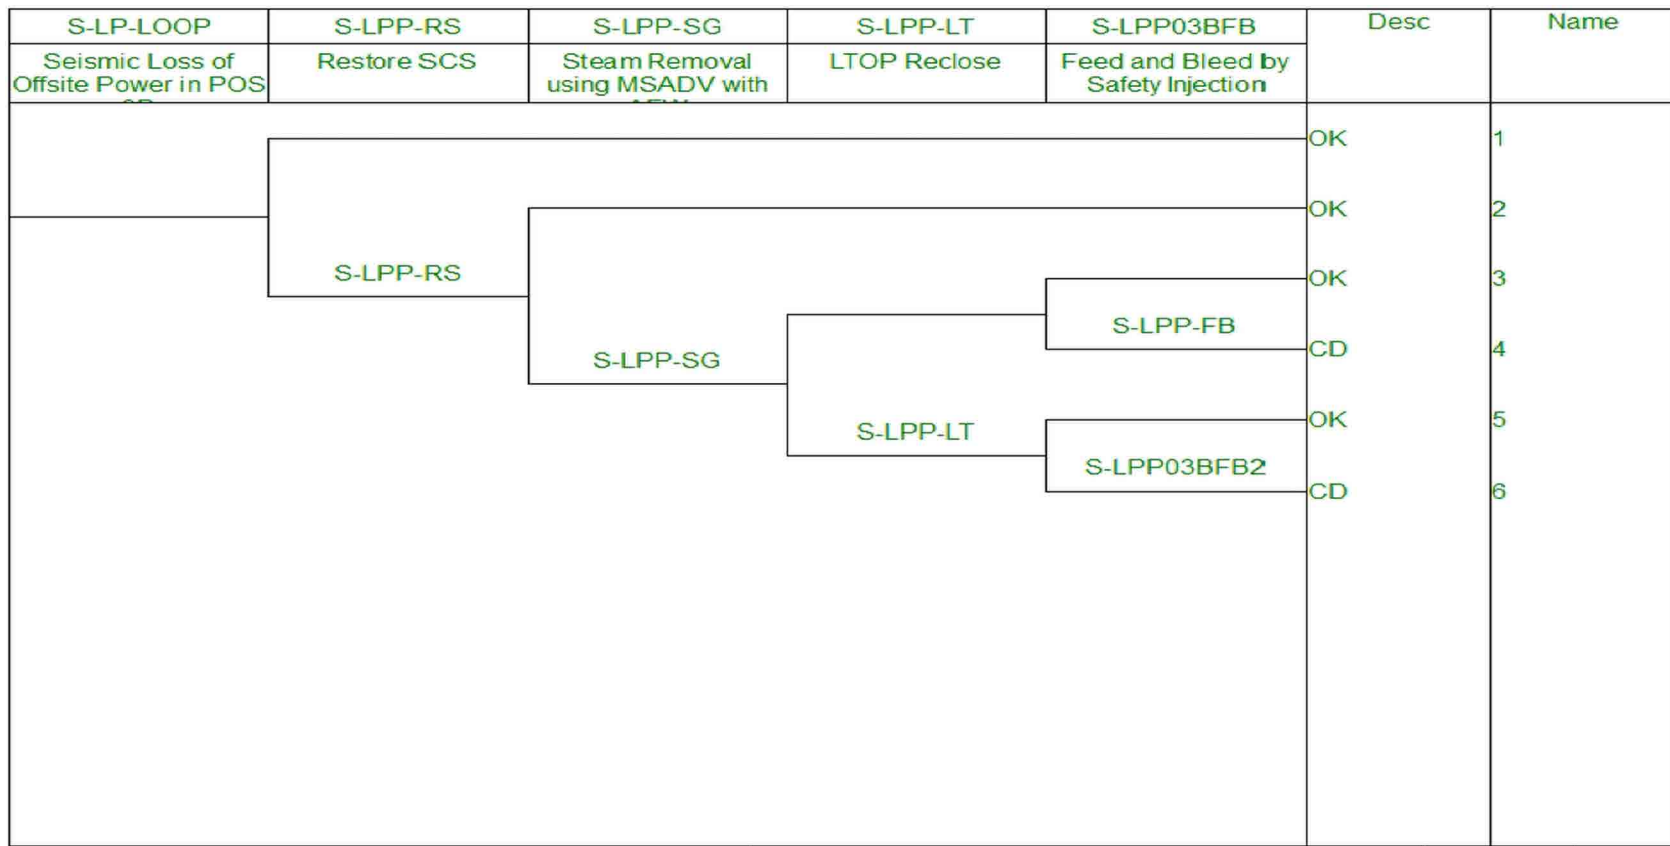 S-LP-LOOP S-LPP-RS S-LPP-SG S-LPP-LT S-LPP03BFB Desc Name
Seismic Loss of Restore SCS Steam Removal LTOP Reclose Feed and Bleed by
Offsite Power in POS using MSADV with Safety Injection
OK 1
OK 2
S-LPP-RS OK 3
S-LPP-FB
S-LPP-SG CD 4
S-LPP-LT OK 5
S-LPP03BFB2
CD 6